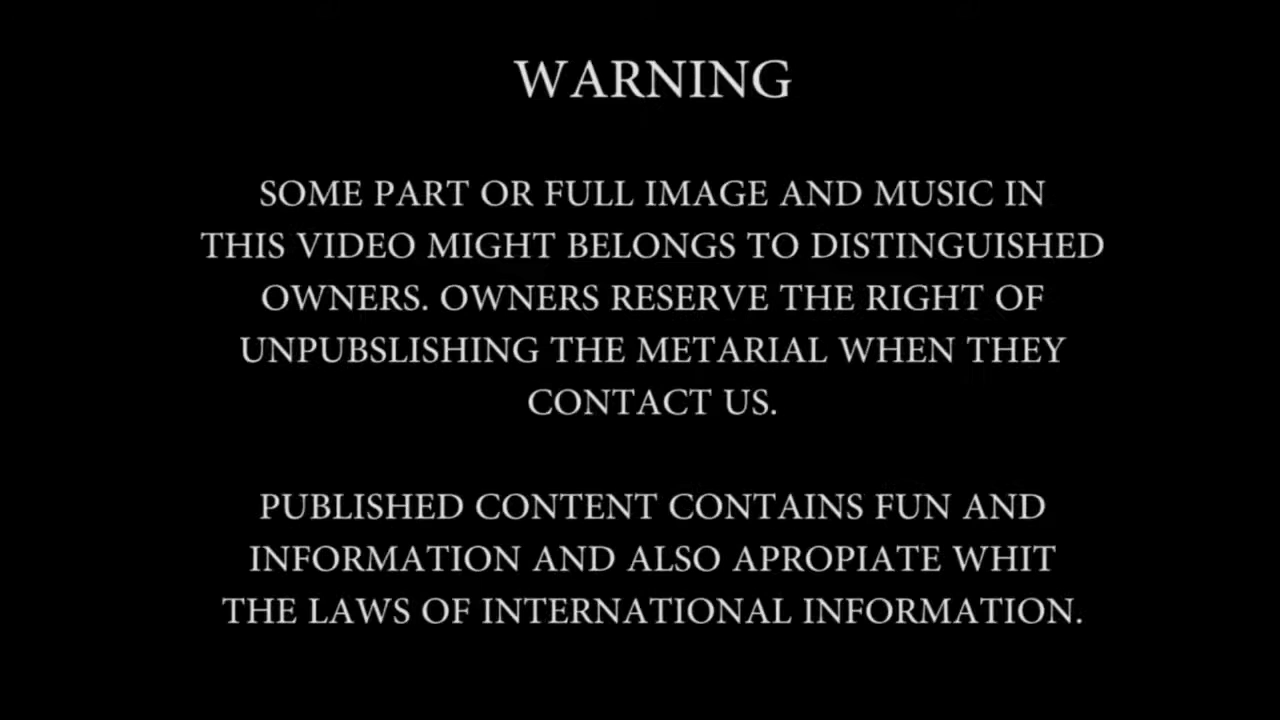 WARNING
SOME PART OR FULL IMAGE AND MUSIC IN
THIS VIDEO MIGHT BELONGS TO DISTINGUISHED
OWNERS. OWNERS RESERVE THE RIGHT OF
UNPUBSLISHING THE METARIAL WHEN THEY
CONTACT US.
PUBLISHED CONTENT CONTAINS FUN AND
INFORMATION AND ALSO APROPIATE WHIT
THE LAWS OF INTERNATIONAL INFORMATION.